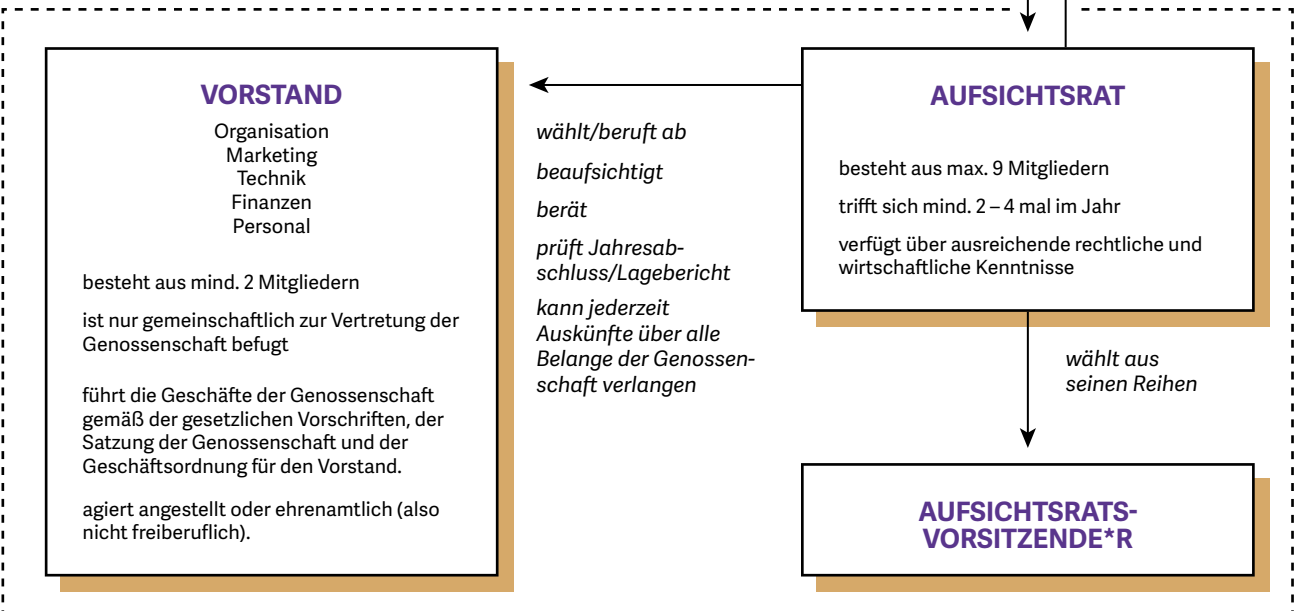 VORSTAND
Organisation
Marketing
Technik
Finanzen
Personal
besteht aus mind. 2 Mitgliedern
ist nur gemeinschaftlich zur Vertretung der
Genossenschaft befugt
führt die Geschäfte der Genossenschaft
gemäß der gesetzlichen Vorschriften, der
Satzung der Genossenschaft und der
Geschäftsordnung für den Vorstand.
agiert angestellt oder ehrenamtlich (also
nicht freiberuflich).
wählt/beruft ab
beaufsichtigt
berät
prüft Jahresab-
schluss/Lagebericht
kann jederzeit
Auskünfte über alle
Belange der Genossen-
schaft verlangen
AUFSICHTSRAT
besteht aus max. 9 Mitgliedern
trifft sich mind. 2 – 4 mal im Jahr
verfügt über ausreichende rechtliche und
wirtschaftliche Kenntnisse
wählt aus
seinen Reihen
AUFSICHTSRATS-
VORSITZENDE*R